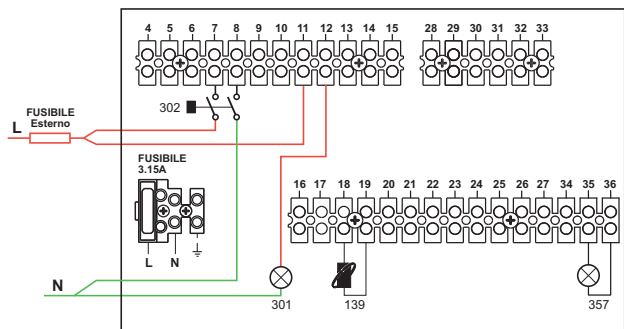 4 5 6 7 8 9 10 11 12 13 14 15 28 29 30 31 32 33
302
FUSIBILE
Esterno
L
FUSIBILE
3.15A
16 17 18 19 20 21 22 23 24 25 26 27 34 35 36
L N
N
301
139
357